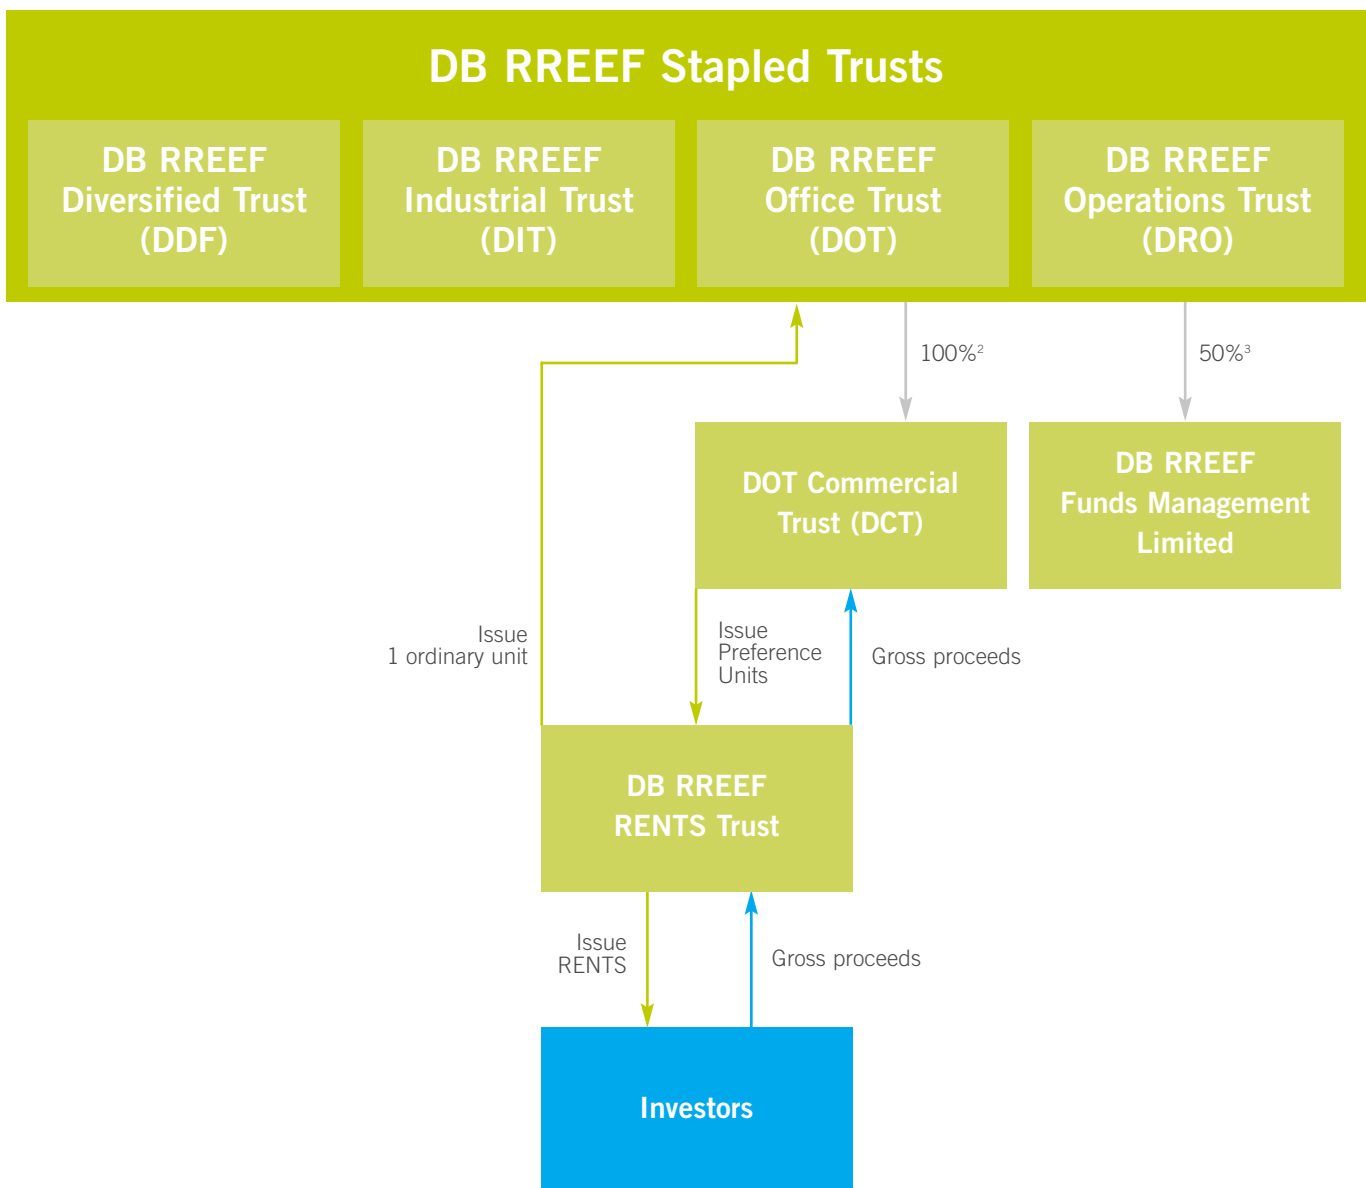 DB RREEF Stapled Trusts
DB RREEF
Diversified Trust
(DDF)
DB RREEF
Industrial Trust
(DIT)
DB RREEF
Office Trust
(DOT)
DB RREEF
Operations Trust
(DRO)
100%²
50%³
DOT Commercial
Trust (DCT)
DB RREEF
Funds Management
Limited
Issue
1 ordinary unit
Issue
Preference
Units
Gross proceeds
DB RREEF
RENTS Trust
Issue
RENTS
Gross proceeds
Investors